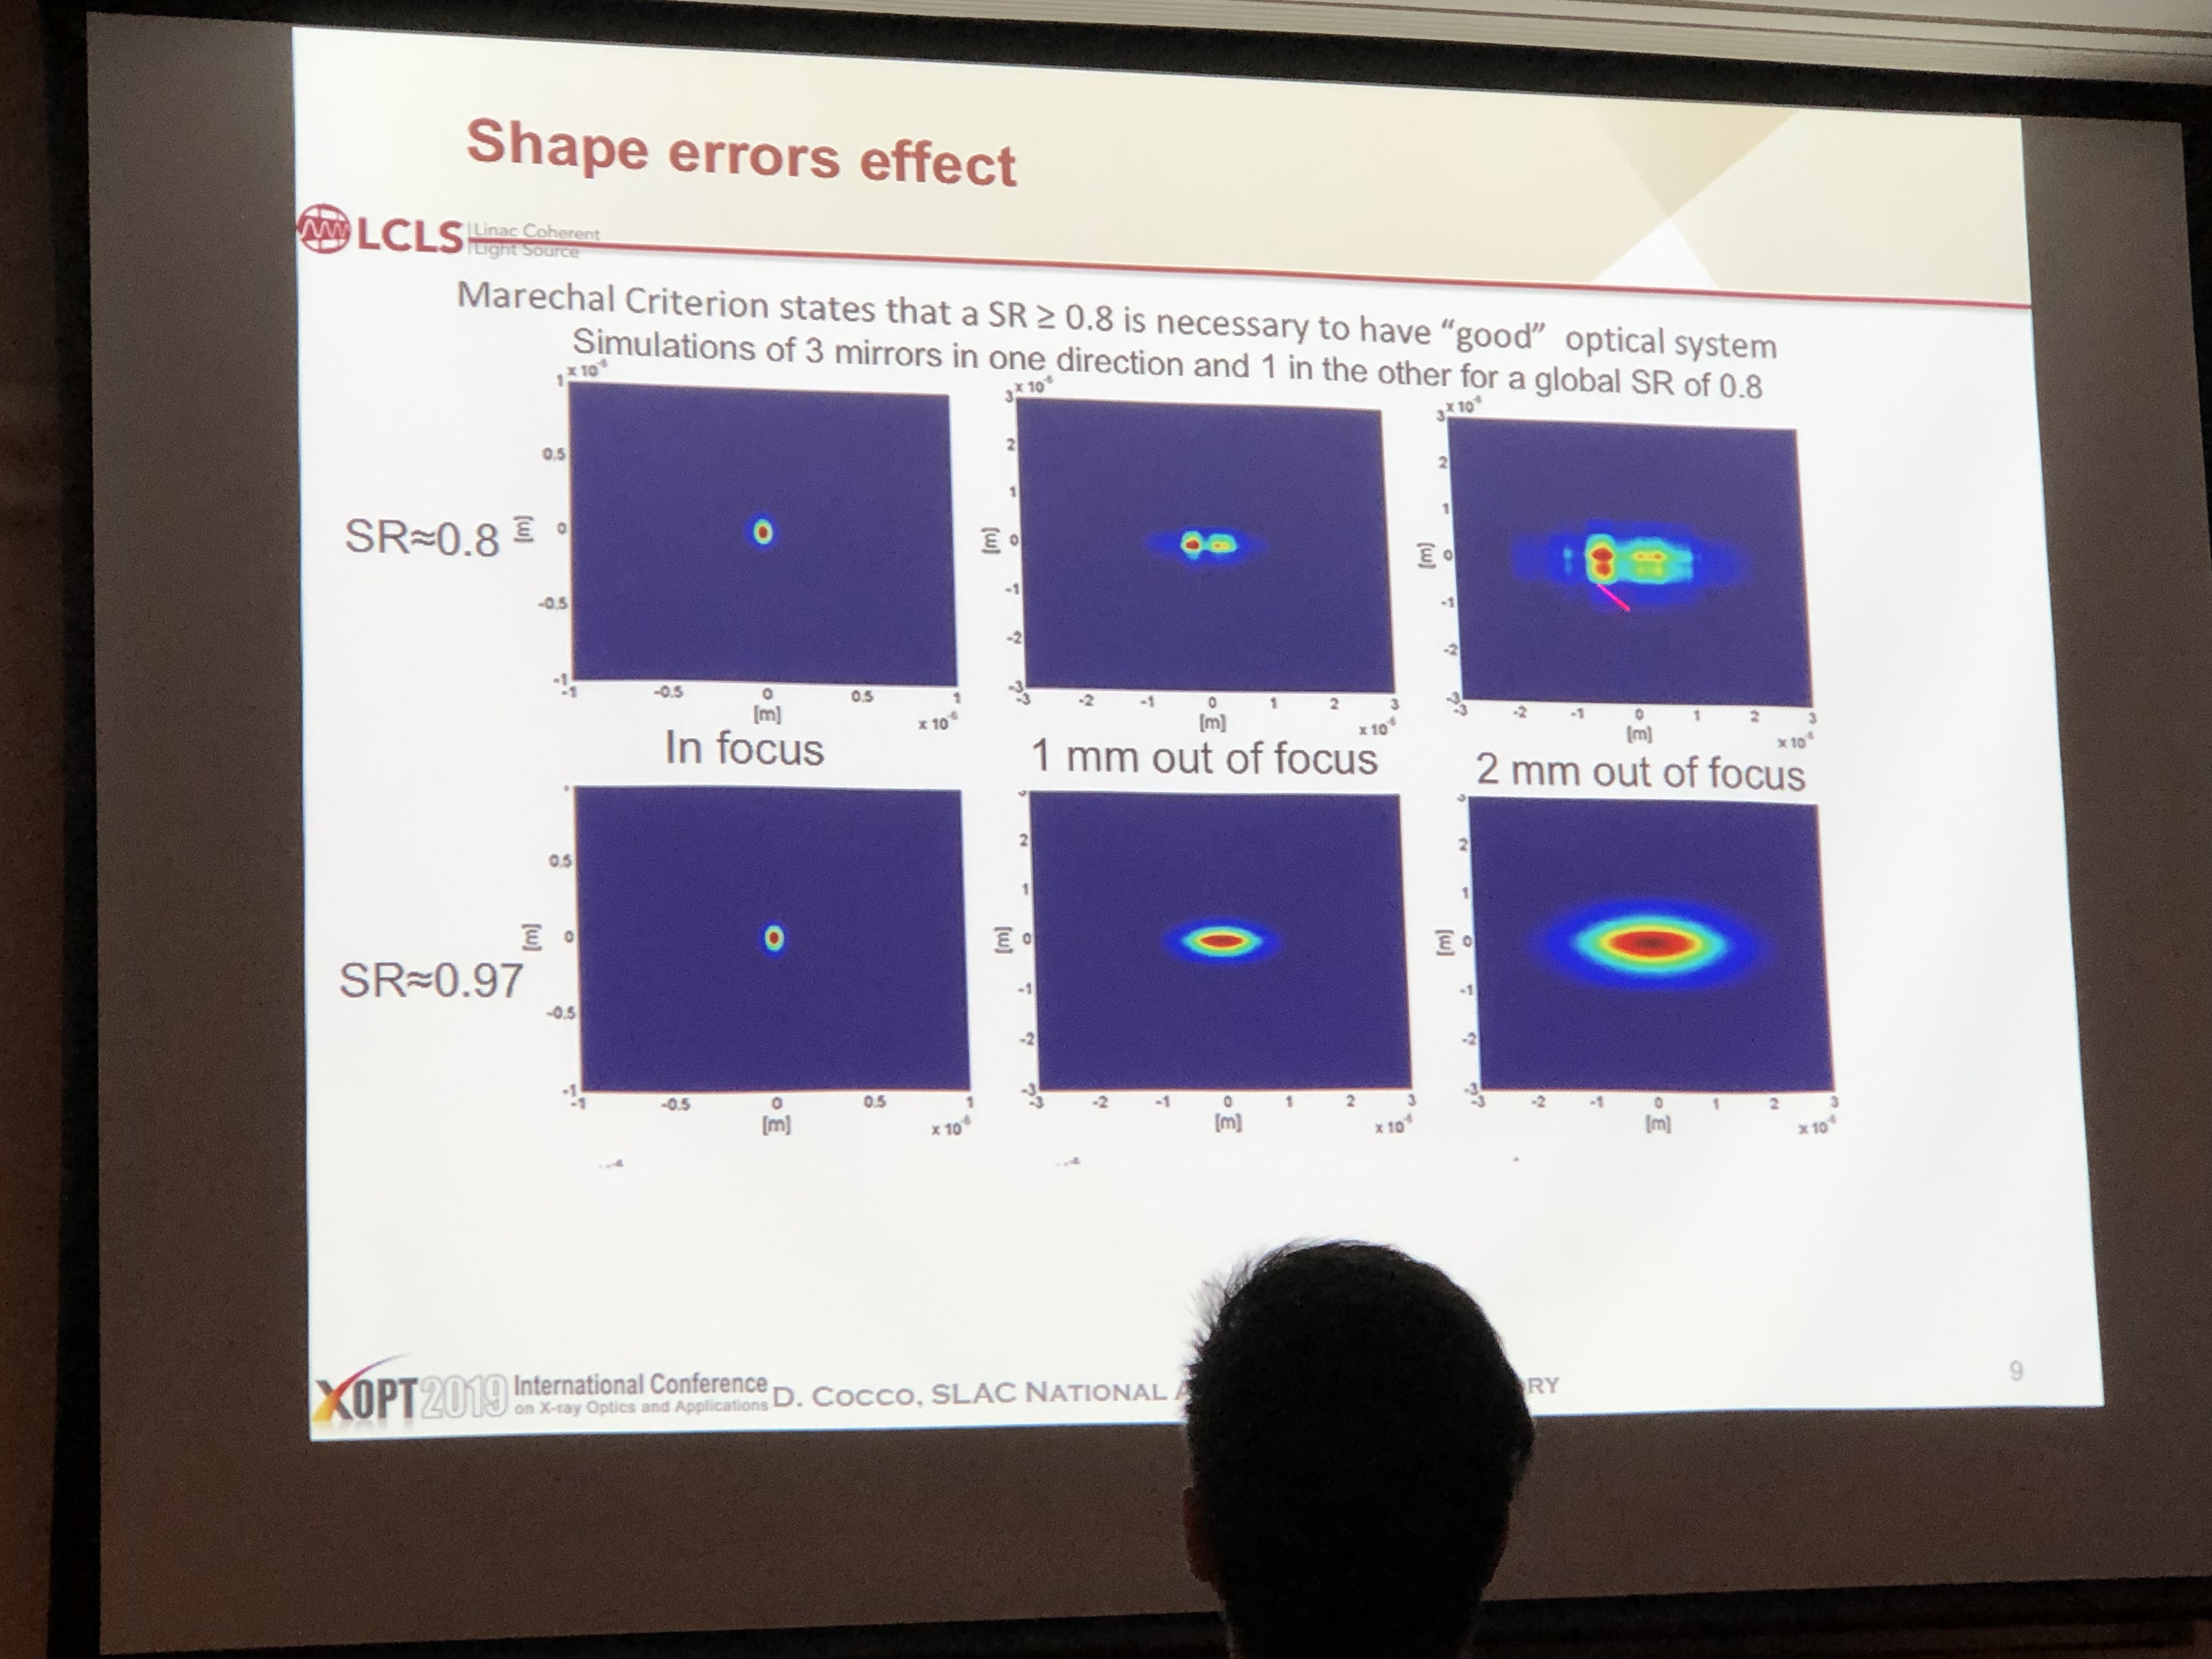 Shape errors effect
LCLS Linac Coherent
Light Source
Marechal Criterion states that a SR ≥ 0.8 is necessary to have “good” optical system
Simulations of 3 mirrors in one direction and 1 in the other for a global SR of 0.8
1 x 10⁻⁶
0.5
0
-0.5
-1
[m]
-1 -0.5 0 0.5 1
[m]
x 10⁻⁶
3 x 10⁻⁶
2
1
0
-1
-2
-3
[m]
-3 -2 -1 0 1 2 3
[m]
x 10⁻⁶
3 x 10⁻⁶
2
1
0
-1
-2
-3
[m]
-3 -2 -1 0 1 2 3
[m]
x 10⁻⁶
SR≈0.8
In focus
1 mm out of focus
2 mm out of focus
SR≈0.97
0.5
0
-0.5
-1
[m]
-1 -0.5 0 0.5 1
[m]
x 10⁻⁶
2
1
0
-1
-2
-3
[m]
-3 -2 -1 0 1 2 3
[m]
x 10⁻⁶
2
1
0
-1
-2
-3
[m]
-3 -2 -1 0 1 2 3
[m]
x 10⁻⁶
XOPT 2019 International Conference
on X-ray Optics and Applications
D. COCCO, SLAC NATIONAL
9